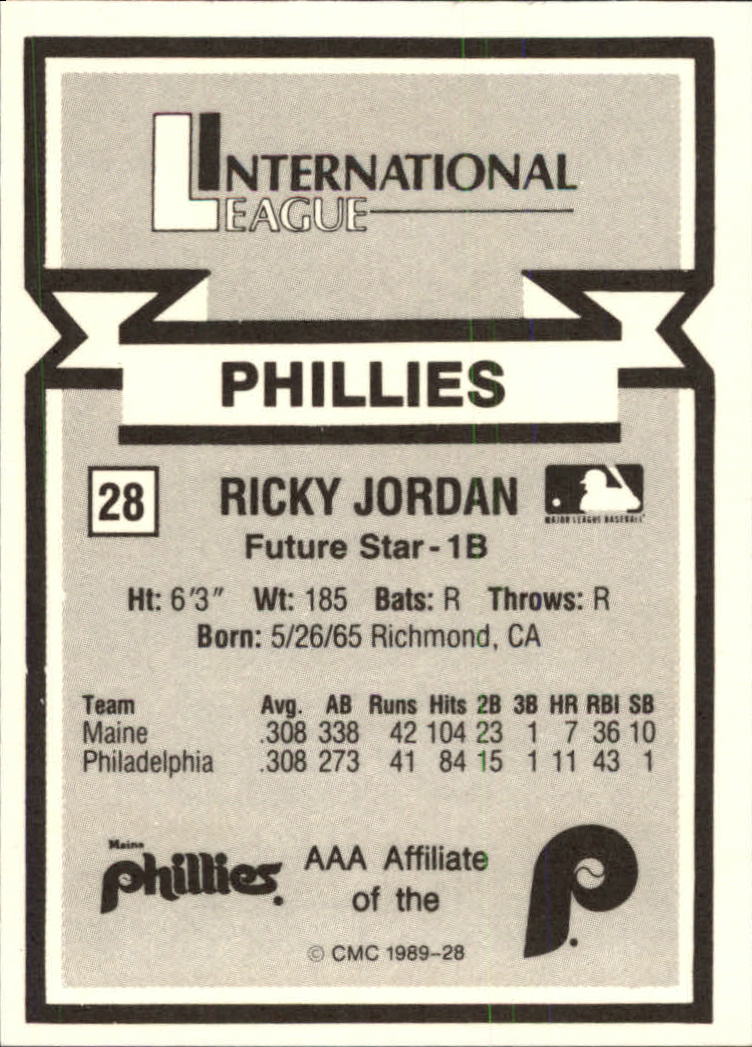 INTERNATIONAL
LEAGUE
PHILLIES
28
RICKY JORDAN
MAJOR LEAGUE BASEBALL
Future Star - 1B
Ht: 6'3" Wt: 185 Bats: R Throws: R
Born: 5/26/65 Richmond, CA
Team Avg. AB Runs Hits 2B 3B HR RBI SB
Maine .308 338 42 104 23 1 7 36 10
Philadelphia .308 273 41 84 15 1 11 43 1
Maine
phillies
AAA Affiliate
of the
P
© CMC 1989-28